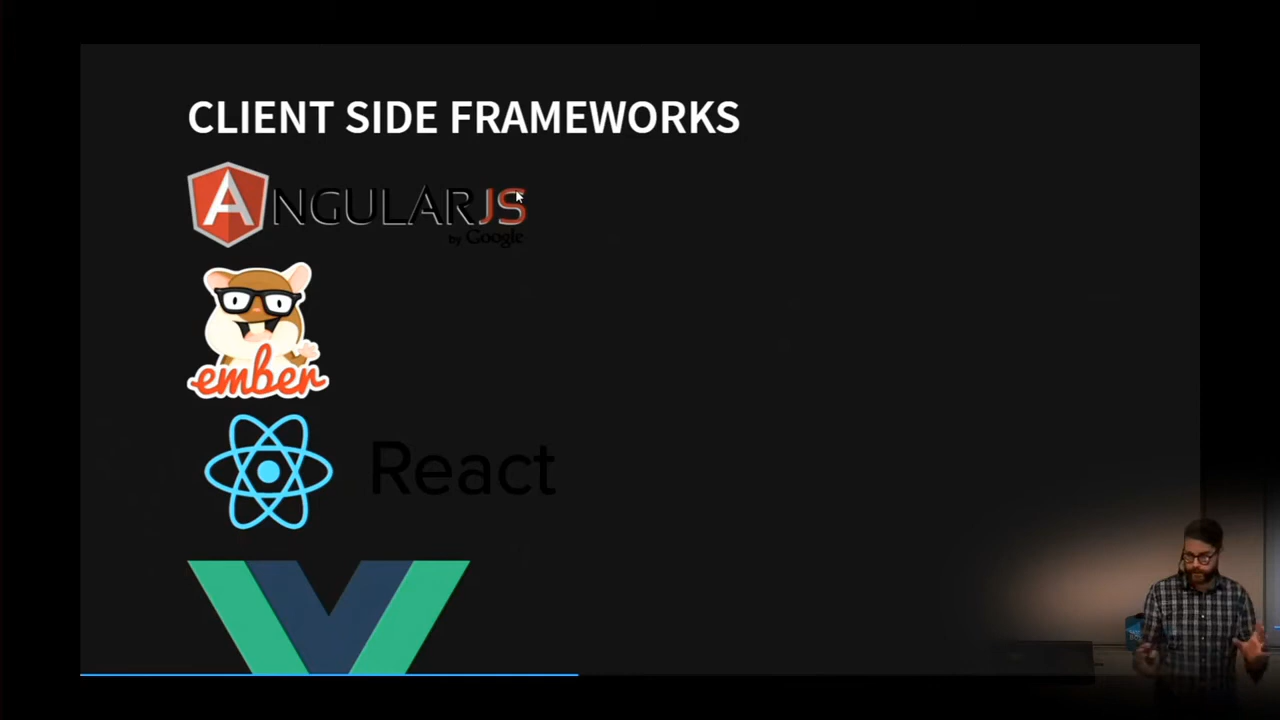 CLIENT SIDE FRAMEWORKS
ANGULARJS
by Google
ember
React